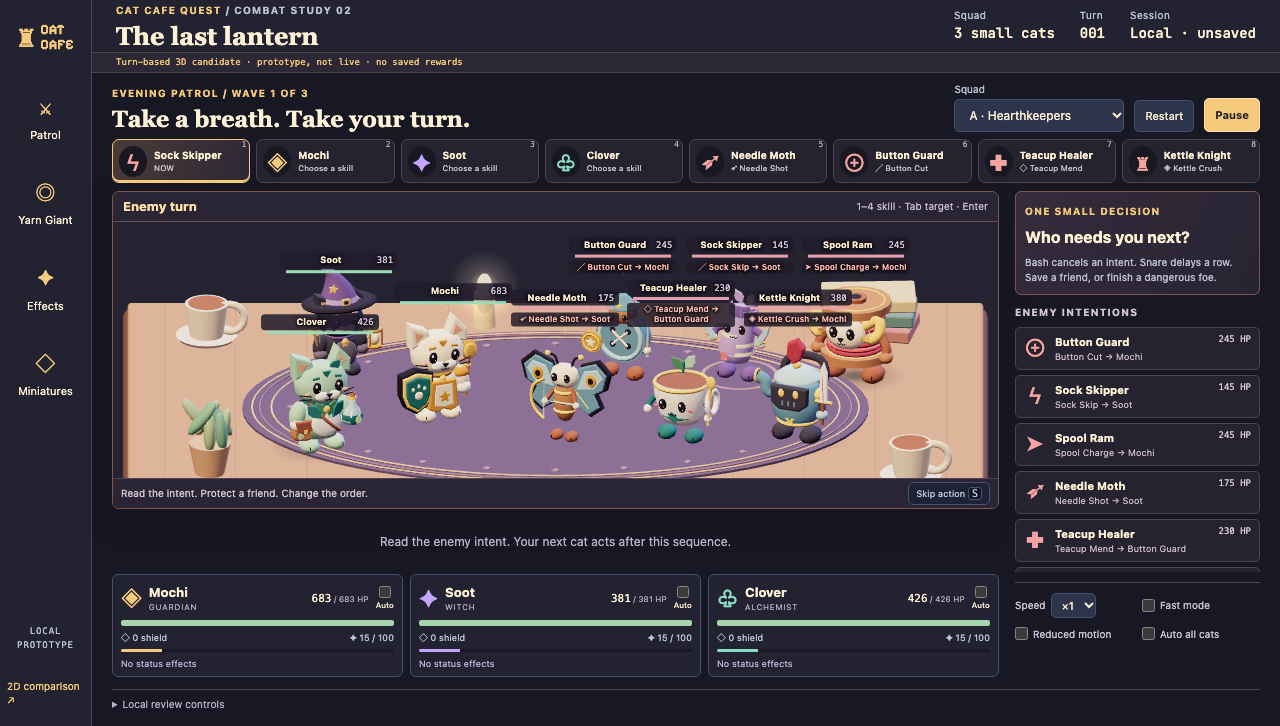 CAT CAFE
CAT CAFE QUEST / COMBAT STUDY 02
The last lantern
Squad
3 small cats
Turn
001
Session
Local · unsaved
Turn-based 3D candidate · prototype, not live · no saved rewards
Patrol
Yarn Giant
Effects
Miniatures
LOCAL
PROTOTYPE
2D comparison
↗
EVENING PATROL / WAVE 1 OF 3
Take a breath. Take your turn.
Squad
A · Hearthkeepers
Restart
Pause
Sock Skipper 1
NOW
Mochi 2
Choose a skill
Soot 3
Choose a skill
Clover 4
Choose a skill
Needle Moth 5
Needle Shot
Button Guard 6
Button Cut
Teacup Healer 7
Teacup Mend
Kettle Knight 8
Kettle Crush
Enemy turn
1–4 skill · Tab target · Enter
Button Guard 245
Button Cut → Mochi
Sock Skipper 145
Sock Skip → Soot
Spool Ram 245
Spool Charge → Mochi
Soot 381
Mochi 683
Needle Moth 175
Needle Shot → Soot
Teacup Healer 230
Teacup Mend →
Button Guard
Kettle Knight 380
Kettle Crush → Mochi
Clover 426
Read the intent. Protect a friend. Change the order.
Skip action S
Read the enemy intent. Your next cat acts after this sequence.
Mochi
GUARDIAN
683 / 683 HP
Auto
0 shield
15 / 100
No status effects
Soot
WITCH
381 / 381 HP
Auto
0 shield
15 / 100
No status effects
Clover
ALCHEMIST
426 / 426 HP
Auto
0 shield
15 / 100
No status effects
Local review controls
ONE SMALL DECISION
Who needs you next?
Bash cancels an intent. Snare delays a row.
Save a friend, or finish a dangerous foe.
ENEMY INTENTIONS
Button Guard 245 HP
Button Cut → Mochi
Sock Skipper 145 HP
Sock Skip → Soot
Spool Ram 245 HP
Spool Charge → Mochi
Needle Moth 175 HP
Needle Shot → Soot
Teacup Healer 230 HP
Teacup Mend → Button Guard
Speed
×1
Fast mode
Reduced motion
Auto all cats